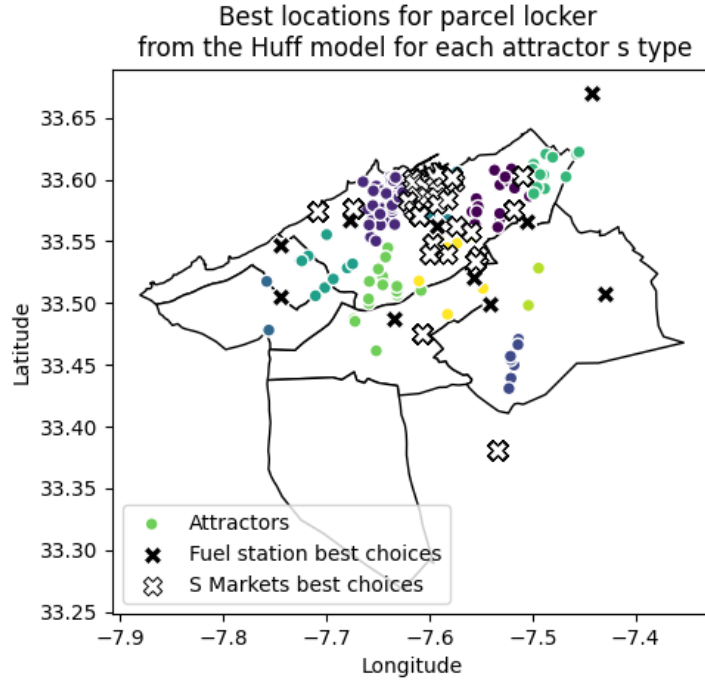 Best locations for parcel locker
from the Huff model for each attractor s type
33.65
33.60
33.55
33.50
33.45
33.40
33.35
33.30
33.25
Latitude
Attractors
Fuel station best choices
S Markets best choices
−7.9 −7.8 −7.7 −7.6 −7.5 −7.4
Longitude